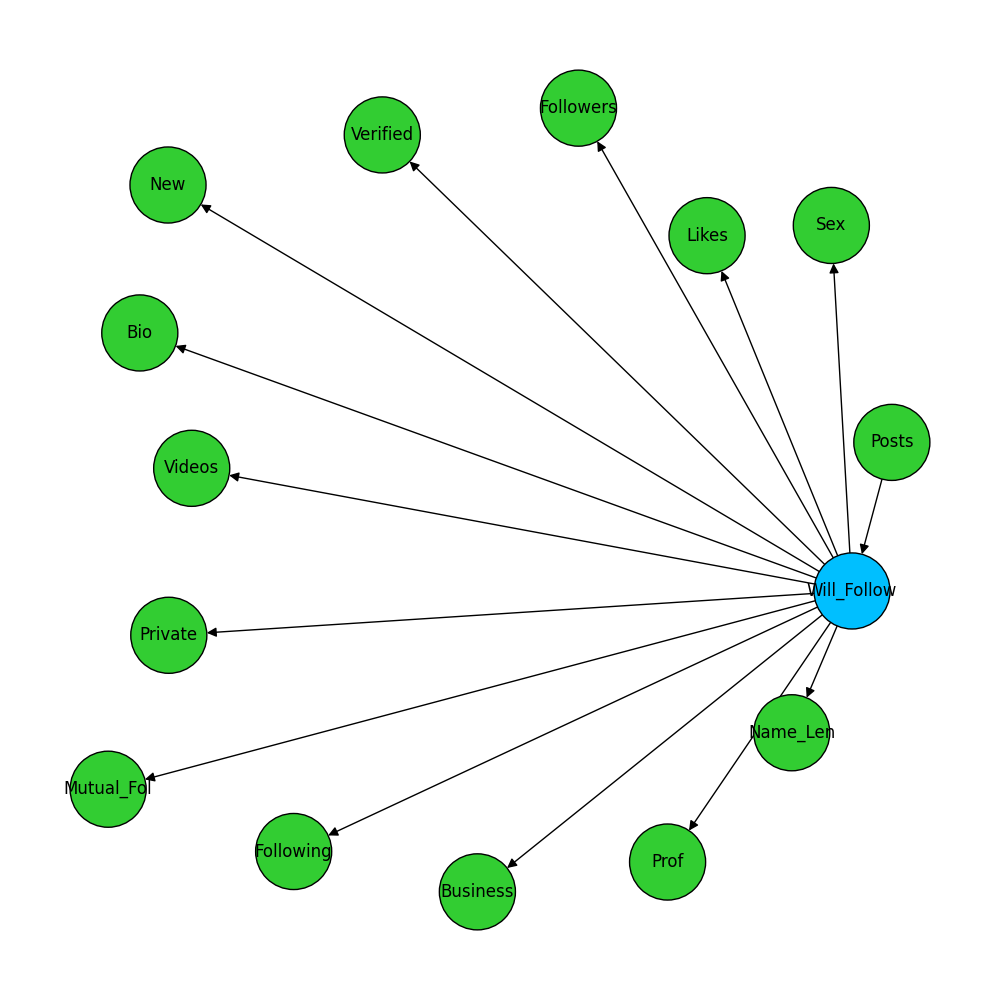 Followers
Verified
New
Sex
Likes
Bio
Posts
Videos
Will_Follow
Private
Name_Len
Mutual_Fol
Following
Prof
Business